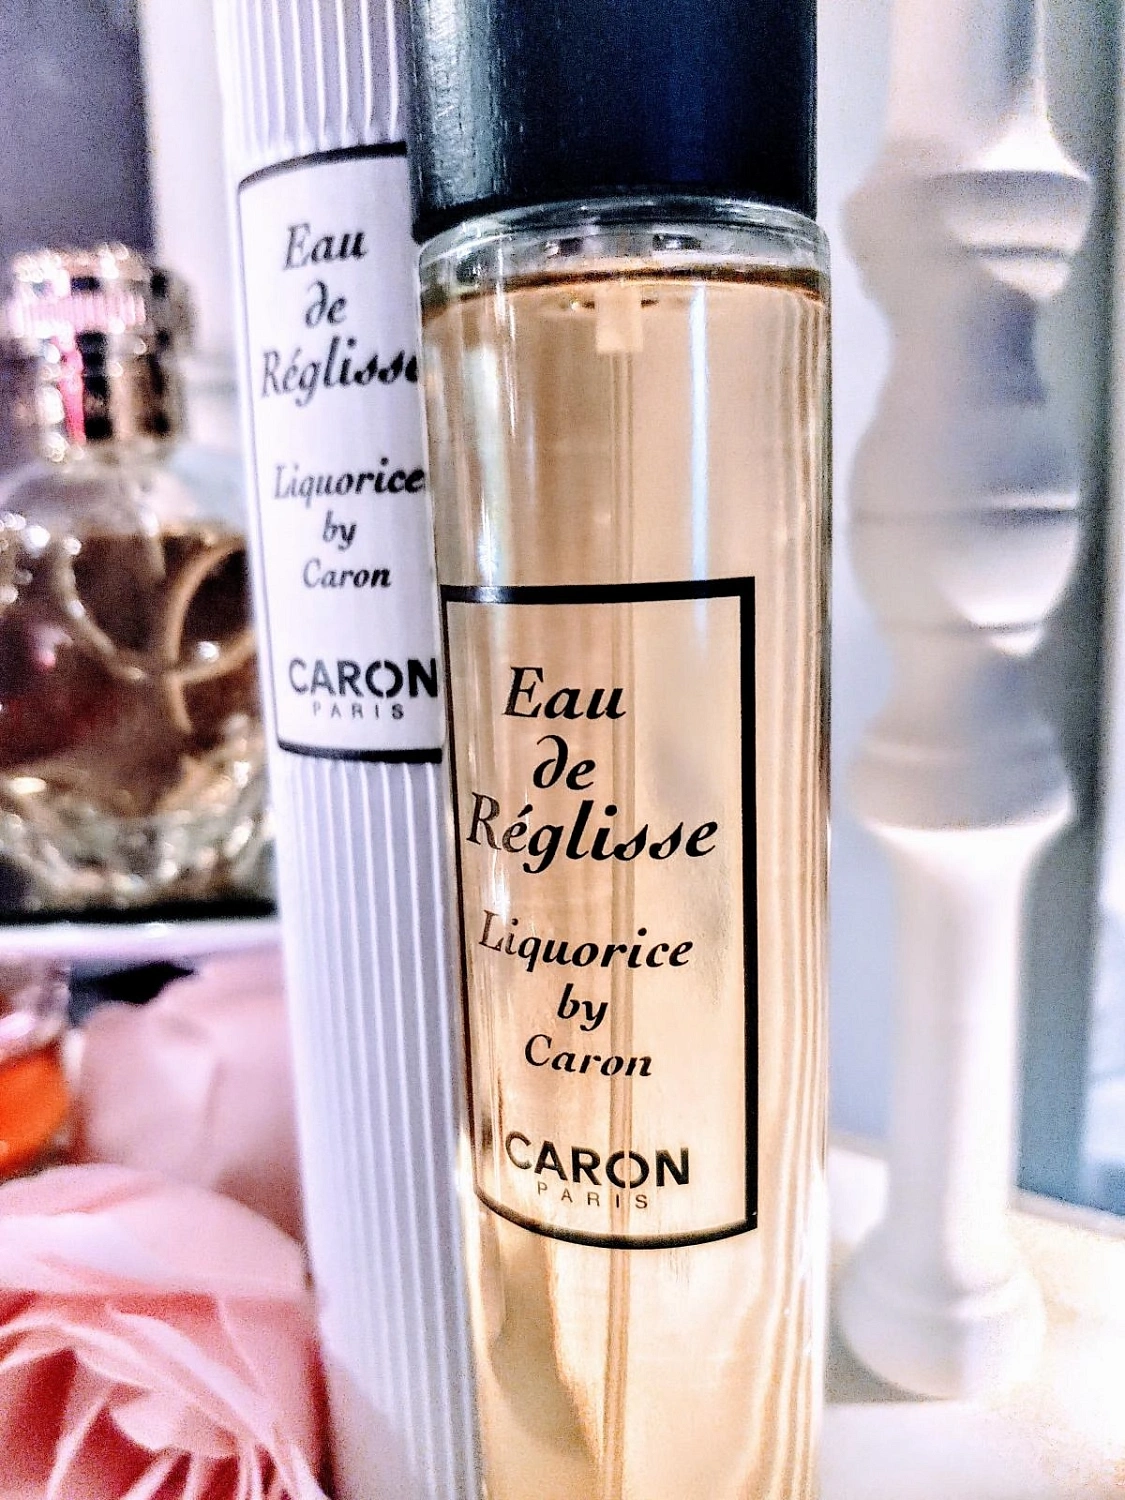 Eau
de
Réglisse
Liquorice
by
Caron
CARON
PARIS
Eau
de
Réglisse
Liquorice
by
Caron
CARON
PARIS